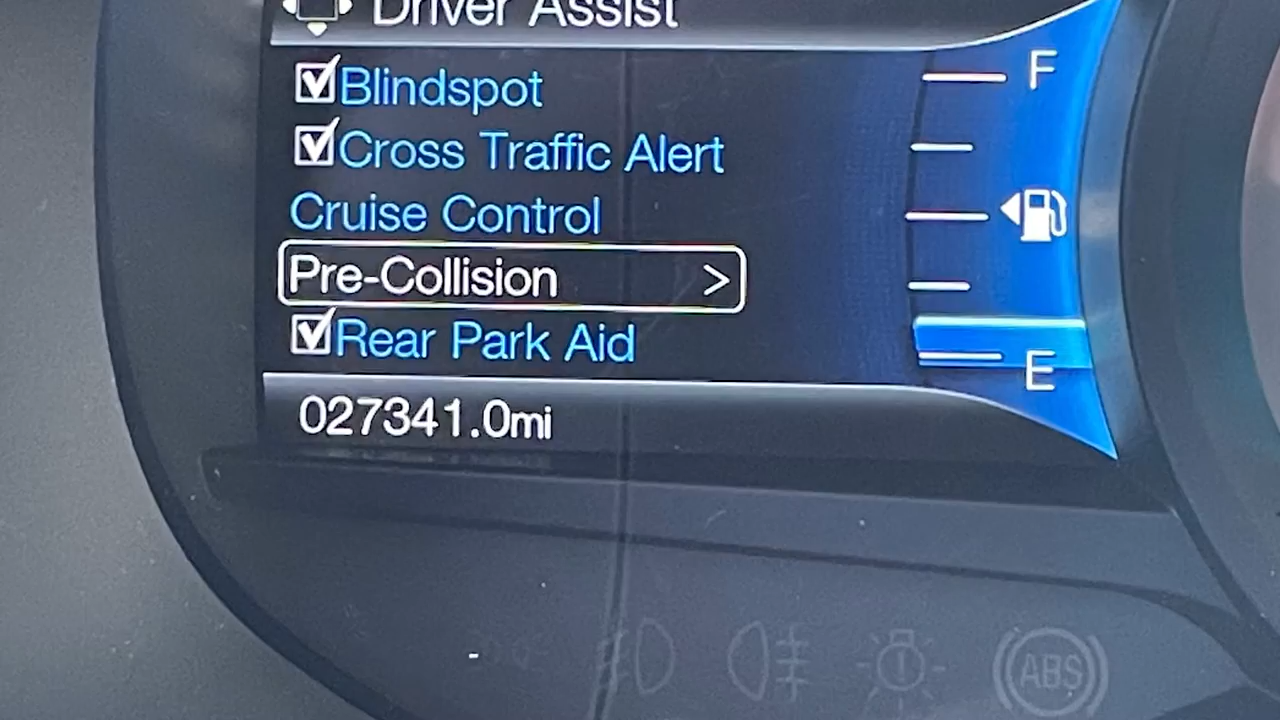 Driver Assist
Blindspot
F
Cross Traffic Alert
Cruise Control
Pre-Collision >
Rear Park Aid
E
027341.0mi
ABS